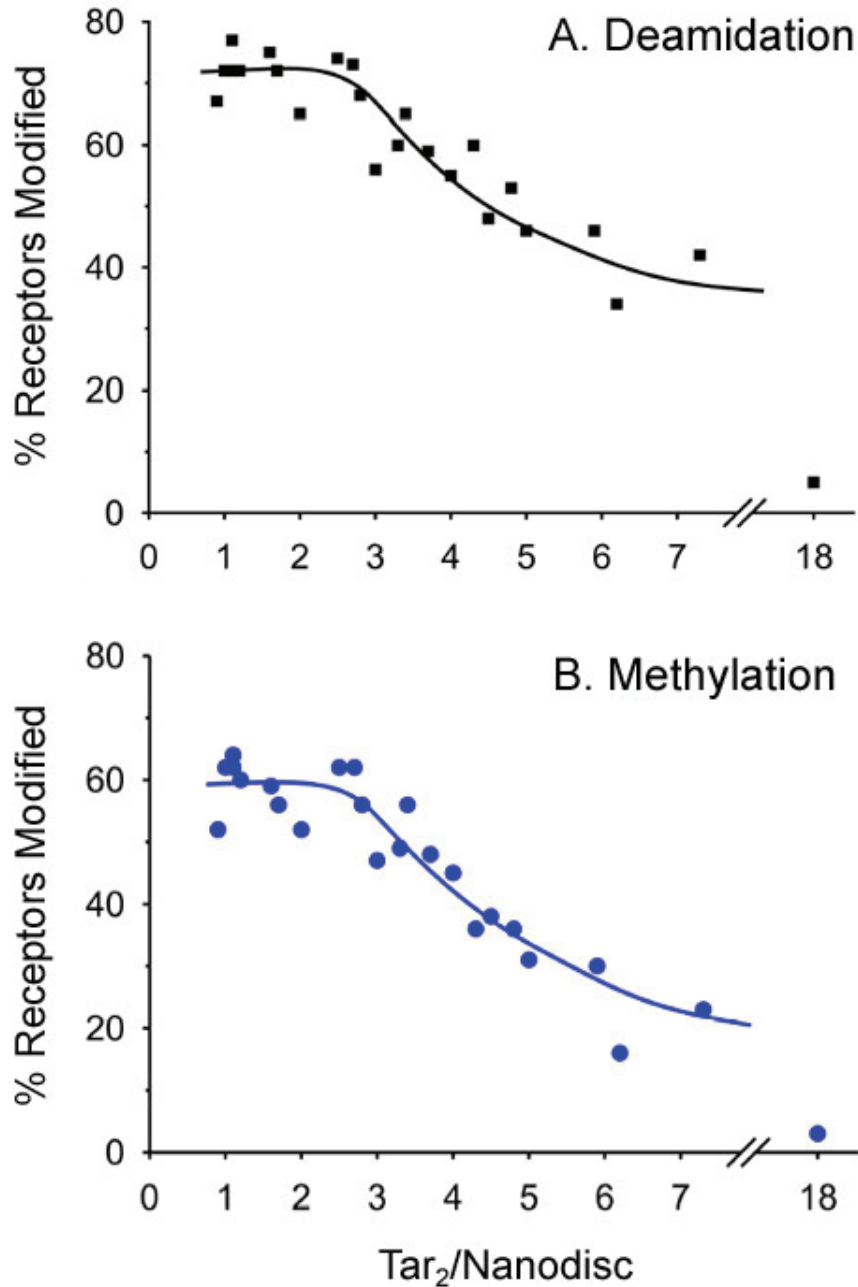 A. Deamidation
% Receptors Modified
80
60
40
20
0
0 1 2 3 4 5 6 7 18
B. Methylation
% Receptors Modified
80
60
40
20
0
0 1 2 3 4 5 6 7 18
Tar₂/Nanodisc